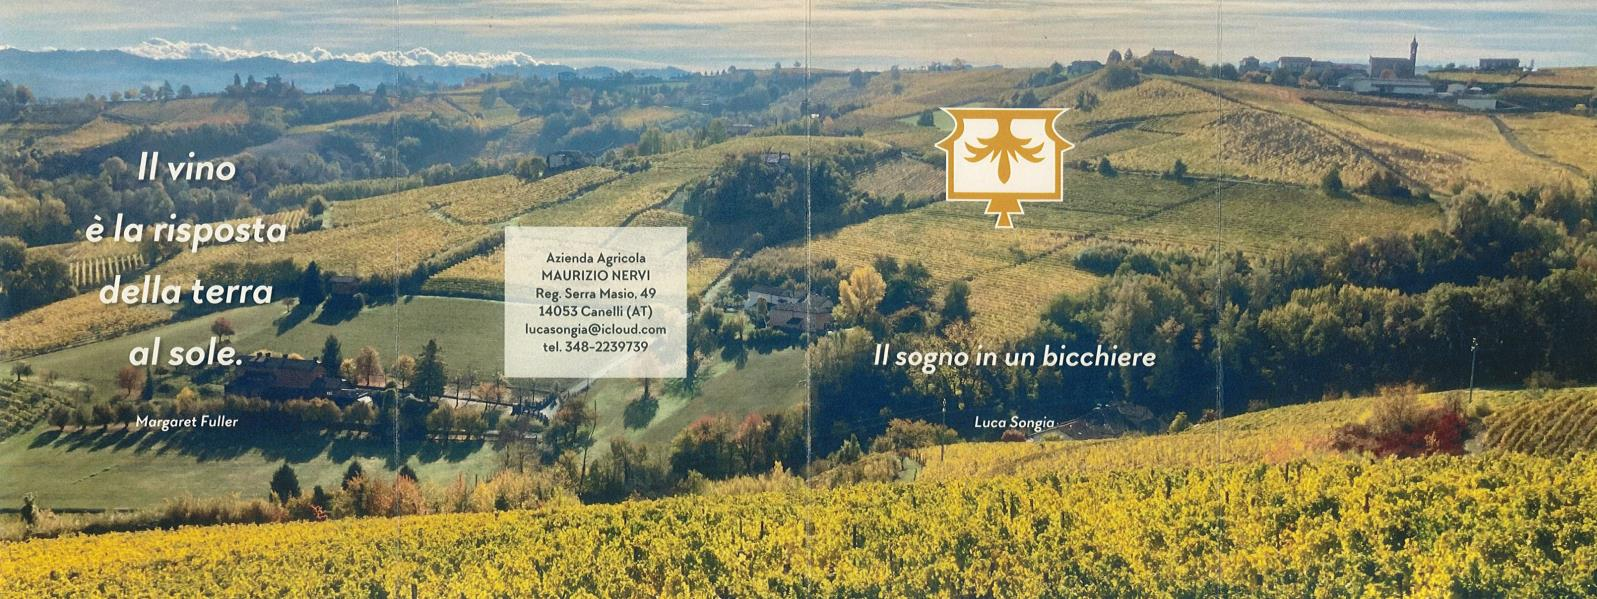 Il vino
è la risposta
della terra
al sole.
Margaret Fuller
Azienda Agricola
MAURIZIO NERVI
Reg. Serra Masio, 49
14053 Canelli (AT)
lucasongia@icloud.com
tel. 348-2239739
Il sogno in un bicchiere
Luca Songia